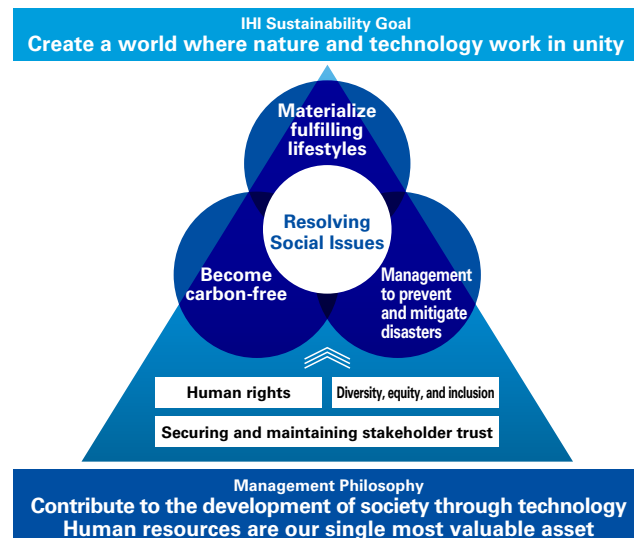 IHI Sustainability Goal
Create a world where nature and technology work in unity
Materialize
fulfilling
lifestyles
Resolving
Social Issues
Become
carbon-free
Management
to prevent
and mitigate
disasters
Human rights
Diversity, equity, and inclusion
Securing and maintaining stakeholder trust
Management Philosophy
Contribute to the development of society through technology
Human resources are our single most valuable asset